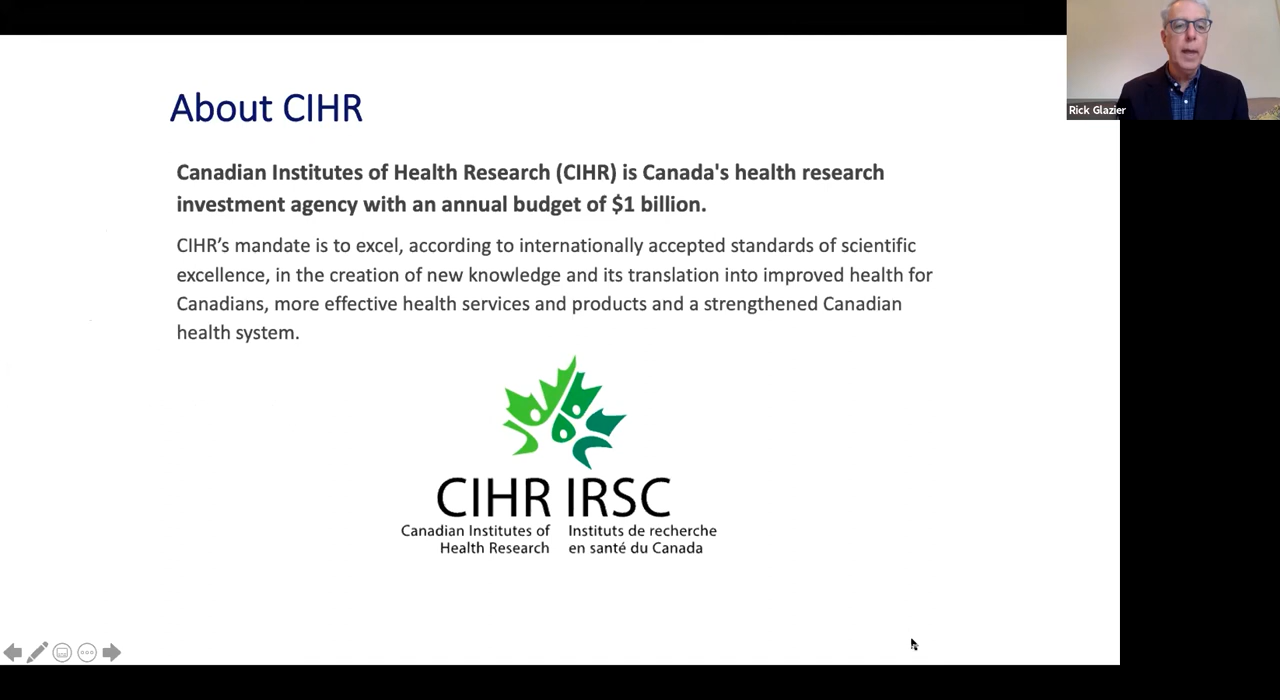 About CIHR
Canadian Institutes of Health Research (CIHR) is Canada's health research
investment agency with an annual budget of $1 billion.
CIHR’s mandate is to excel, according to internationally accepted standards of scientific
excellence, in the creation of new knowledge and its translation into improved health for
Canadians, more effective health services and products and a strengthened Canadian
health system.
CIHR IRSC
Canadian Institutes of Instituts de recherche
Health Research en santé du Canada
Rick Glazier